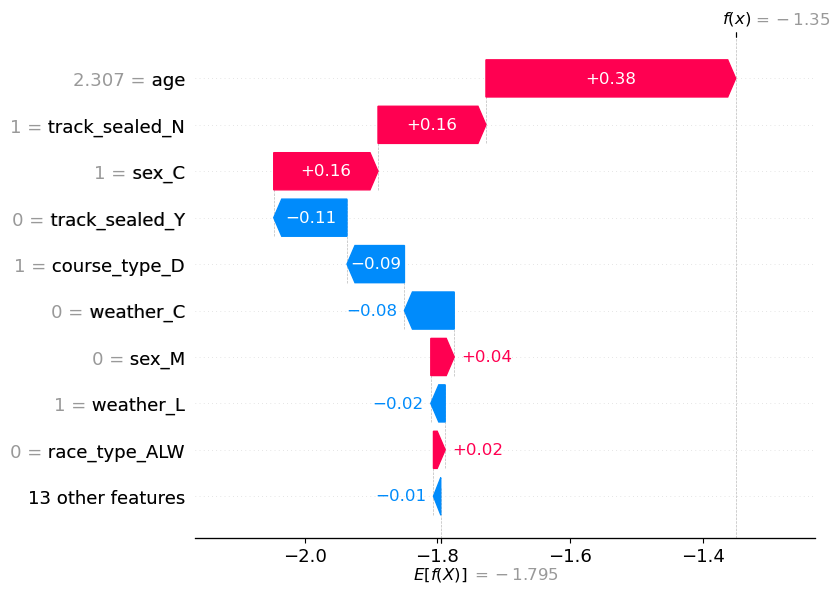 f(x) = −1.35
2.307 = age
+0.38
1 = track_sealed_N
+0.16
1 = sex_C
+0.16
0 = track_sealed_Y
−0.11
1 = course_type_D
−0.09
0 = weather_C
−0.08
0 = sex_M
+0.04
1 = weather_L
−0.02
0 = race_type_ALW
+0.02
13 other features
−0.01
−2.0
−1.8
−1.6
−1.4
E[f(X)] = −1.795